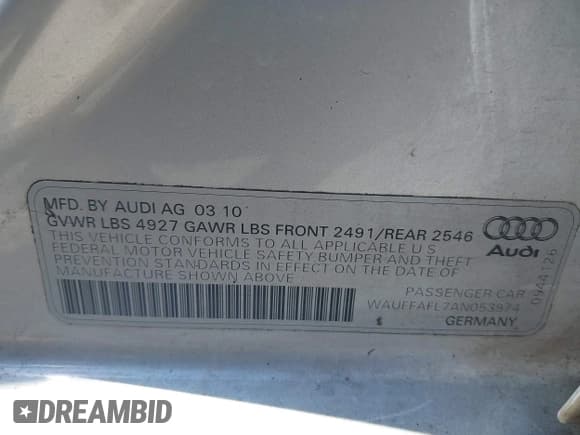 MFD. BY AUDI AG 03 10
GVWR LBS 4927 GAWR LBS FRONT 2491/REAR 2546
THIS VEHICLE CONFORMS TO ALL APPLICABLE U S
FEDERAL MOTOR VEHICLE SAFETY BUMPER AND THEFT
PREVENTION STANDARDS IN EFFECT ON THE DATE OF
MANUFACTURE SHOWN ABOVE
Audi
PASSENGER CAR
WAUFFAFL7AN053974
GERMANY
0944126
DREAMBID